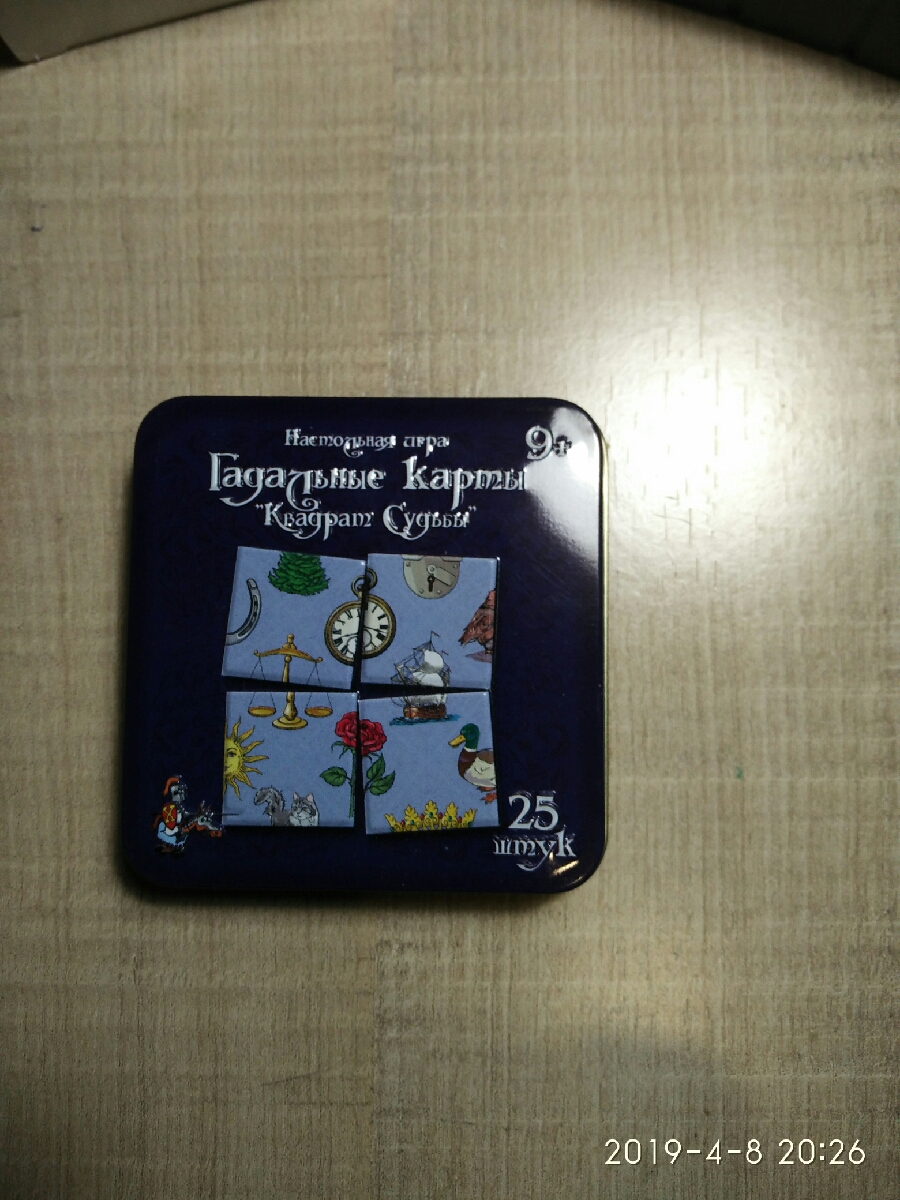 Настольная игра
9+
Гадальные карты
"Квадрат Судьбы"
25
штук
2019-4-8 20:26